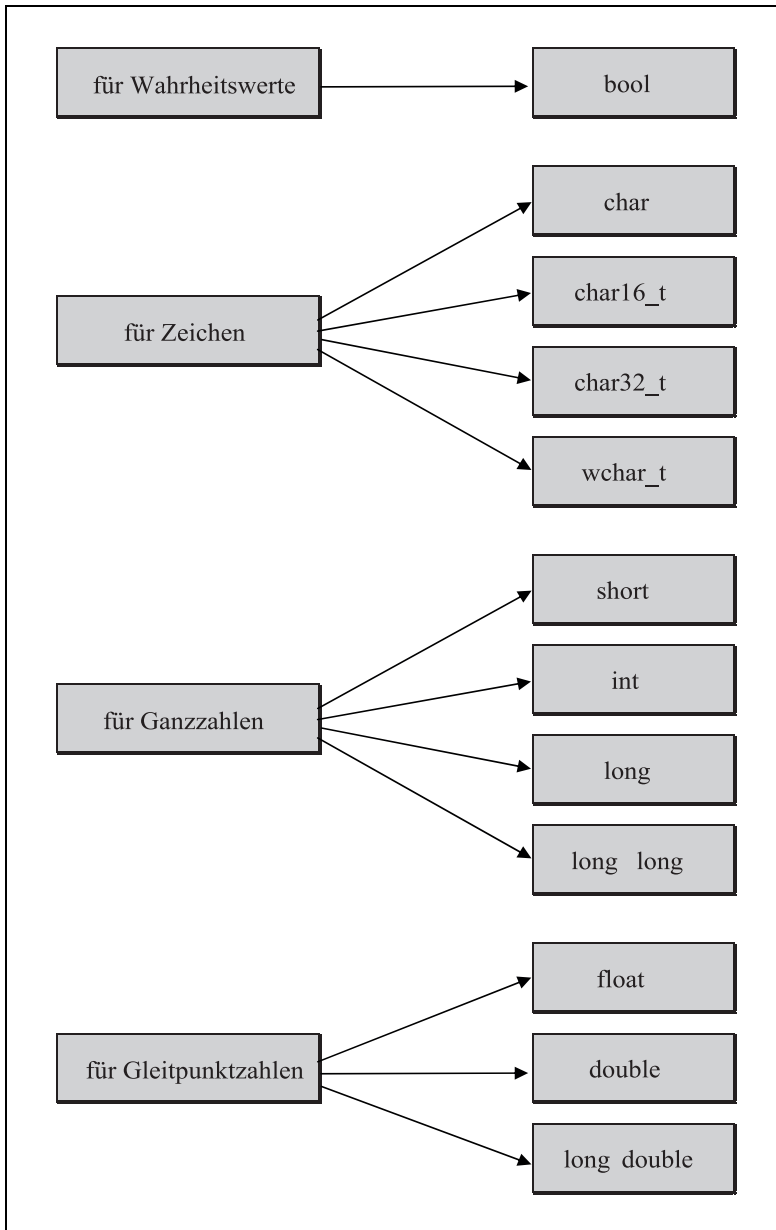 für Wahrheitswerte
bool
für Zeichen
char
char16_t
char32_t
wchar_t
für Ganzzahlen
short
int
long
long long
für Gleitpunktzahlen
float
double
long double